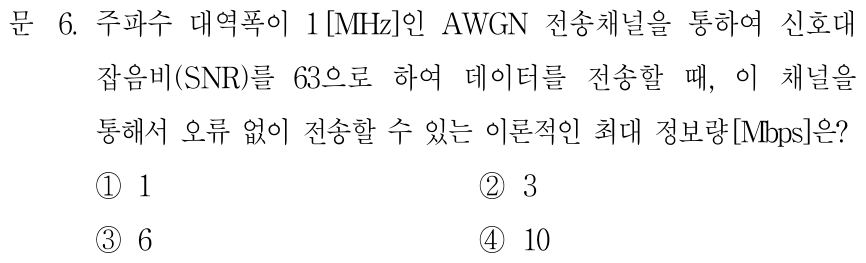 문 6. 주파수 대역폭이 1[MHz]인 AWGN 전송채널을 통하여 신호대
잡음비(SNR)를 63으로 하여 데이터를 전송할 때, 이 채널을
통해서 오류 없이 전송할 수 있는 이론적인 최대 정보량[Mbps]은?
① 1 ② 3
③ 6 ④ 10